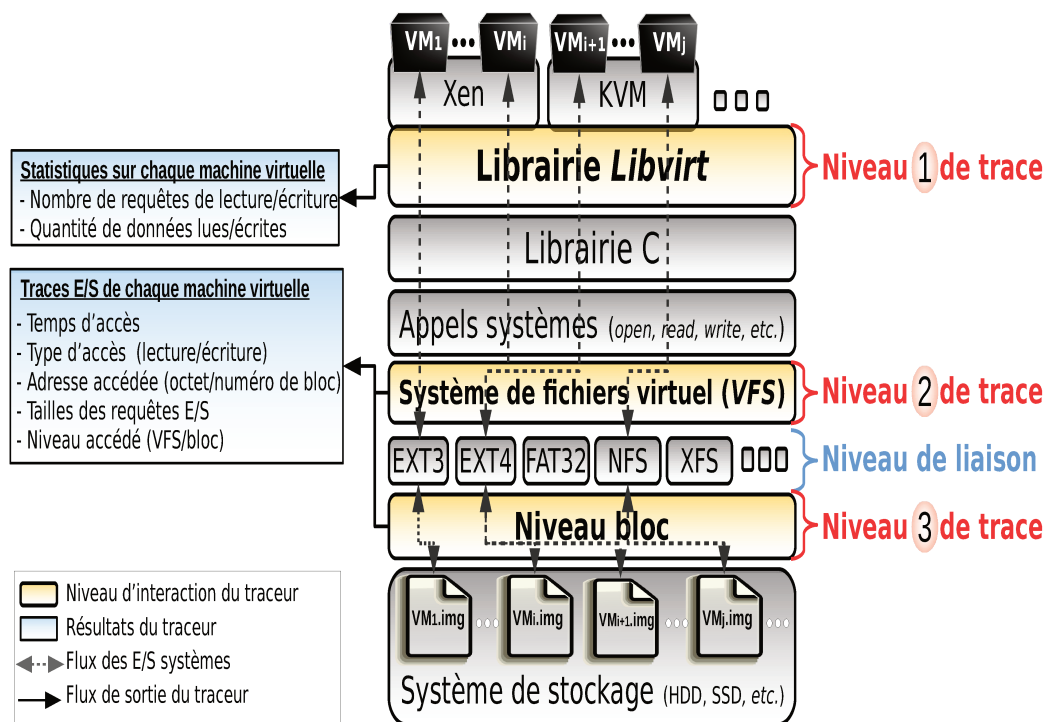 VM1 ••• VMi VMi+1 ••• VMj
Xen KVM
Librairie Libvirt
Niveau 1 de trace
Statistiques sur chaque machine virtuelle
- Nombre de requêtes de lecture/écriture
- Quantité de données lues/écrites
Librairie C
Traces E/S de chaque machine virtuelle
- Temps d’accès
- Type d’accès (lecture/écriture)
- Adresse accédée (octet/numéro de bloc)
- Tailles des requêtes E/S
- Niveau accédé (VFS/bloc)
Appels systèmes (open, read, write, etc.)
Système de fichiers virtuel (VFS)
Niveau 2 de trace
EXT3 EXT4 FAT32 NFS XFS
Niveau de liaison
Niveau bloc
Niveau 3 de trace
VM1.img VMi.img VMi+1.img VMj.img
Système de stockage (HDD, SSD, etc.)
Niveau d’interaction du traceur
Résultats du traceur
Flux des E/S systèmes
Flux de sortie du traceur